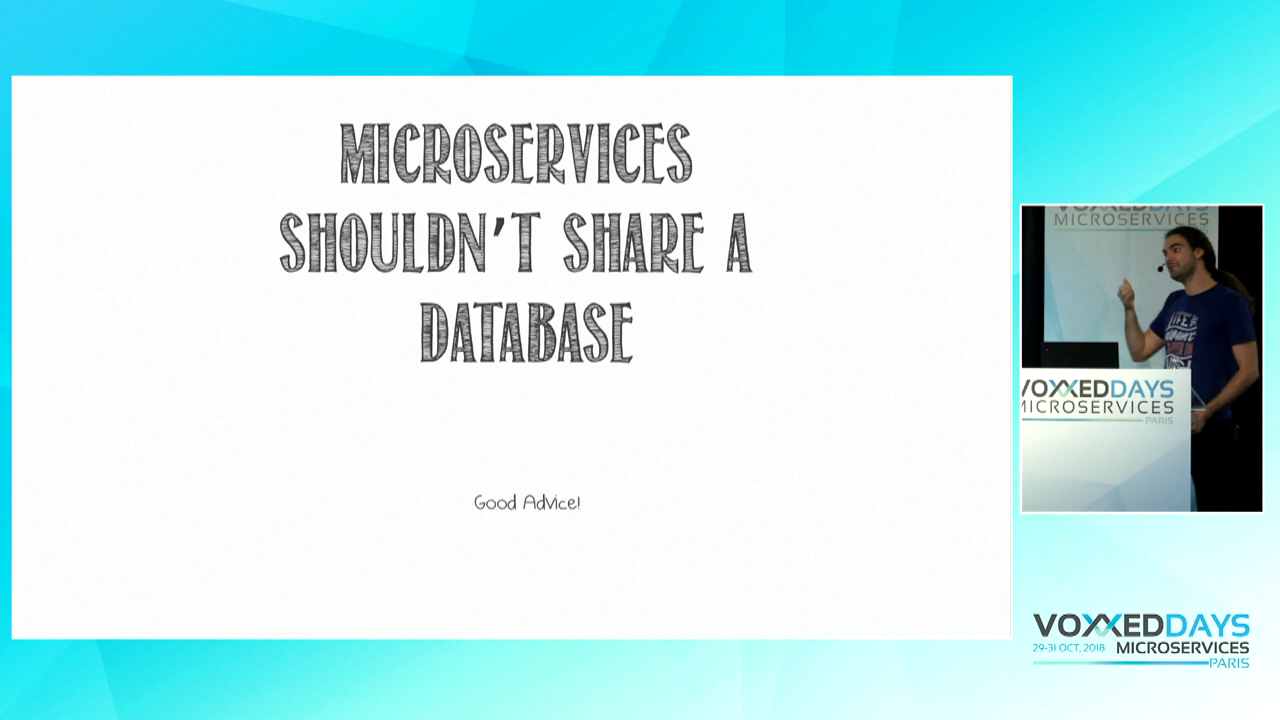 MICROSERVICES
SHOULDN'T SHARE A
DATABASE
Good Advice!
VOXXEDDAYS
MICROSERVICES
VOXXEDDAYS
MICROSERVICES
PARIS
VOXXEDDAYS
29-31 OCT, 2018 MICROSERVICES
PARIS